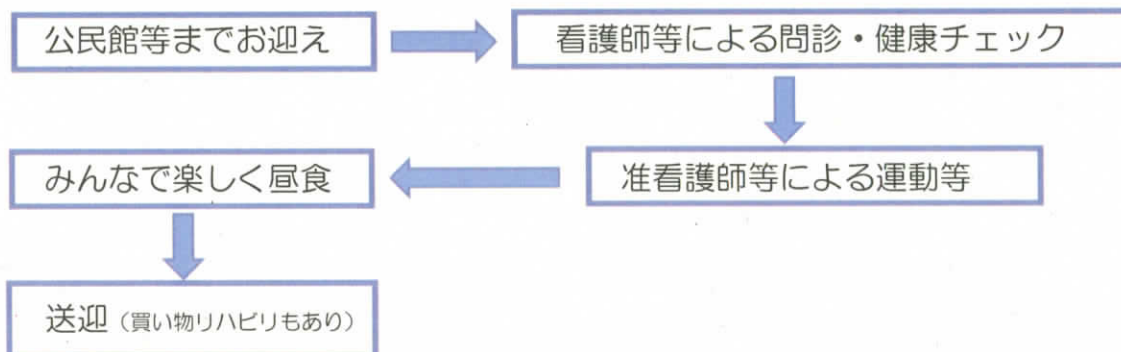 公民館等までお迎え
看護師等による問診・健康チェック
准看護師等による運動等
みんなで楽しく昼食
送迎（買い物リハビリもあり）